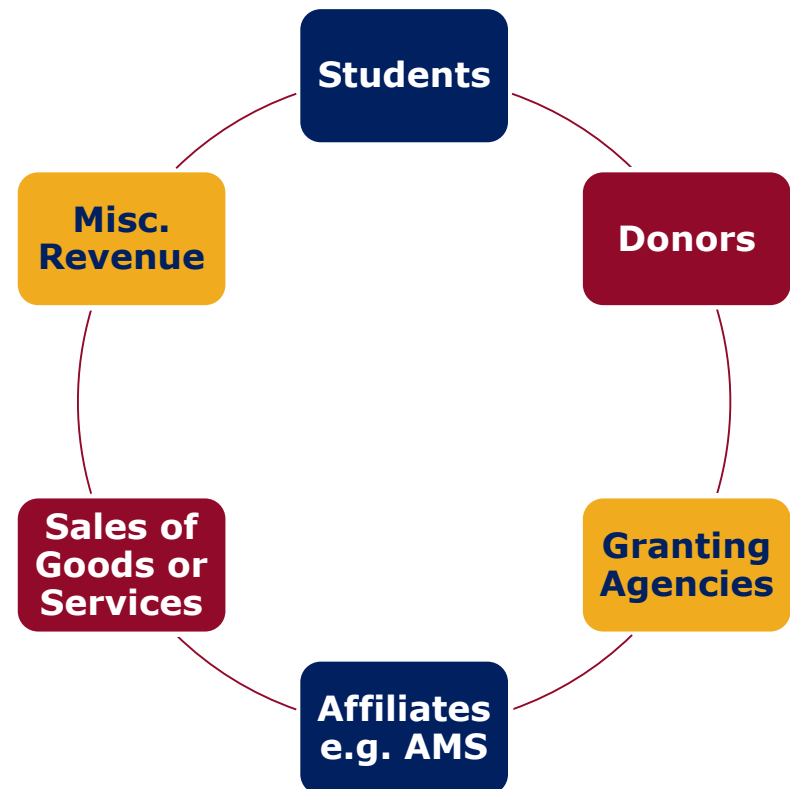 Students
Donors
Granting
Agencies
Affiliates
e.g. AMS
Sales of
Goods or
Services
Misc.
Revenue